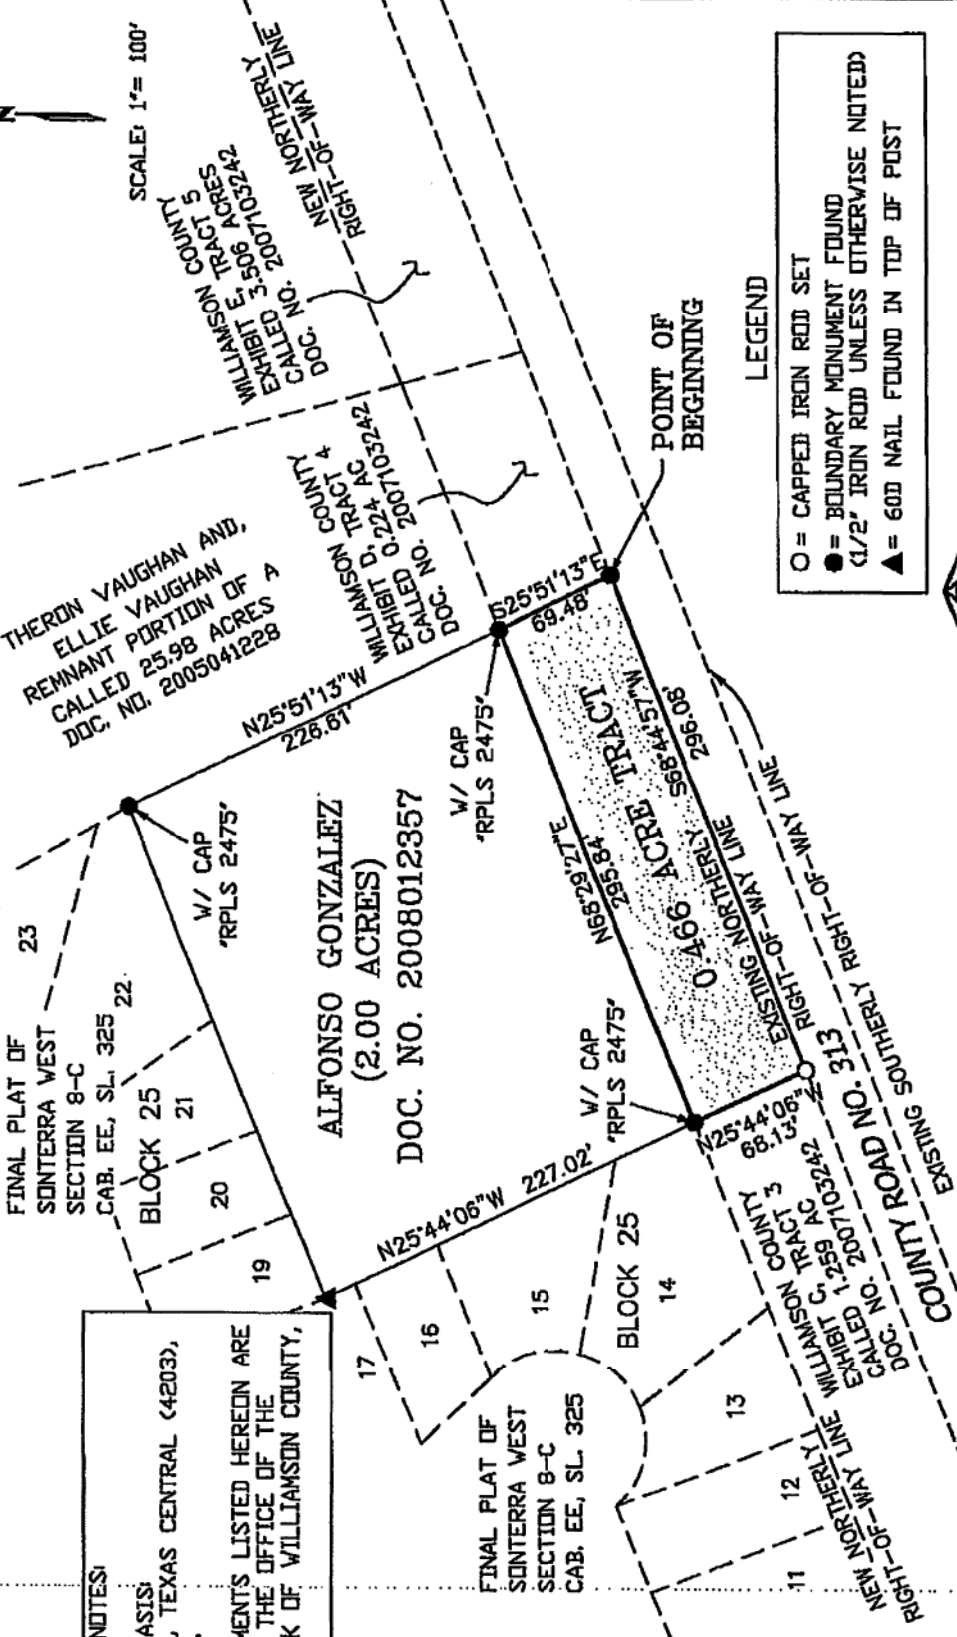 N
SCALE: 1"= 100'
NEW NORTHERLY
RIGHT-OF-WAY LINE
WILLIAMSON COUNTY
EXHIBIT E, TRACT 5
CALLED 3.506 ACRES
DOC. NO. 2007103242
THERON VAUGHAN AND,
ELLIE VAUGHAN
REMNANT PORTION OF A
CALLED 25.98 ACRES
DOC. NO. 2005041228
WILLIAMSON COUNTY
EXHIBIT D, TRACT 4
CALLED 0.224 AC
DOC. NO. 2007103242
POINT OF
BEGINNING
LEGEND
O= CAPPED IRON ROD SET
●= BOUNDARY MONUMENT FOUND
(1/2" IRON ROD UNLESS OTHERWISE NOTED)
▲= 60D NAIL FOUND IN TOP OF POST
S25°51'13"E
69.48'
N25°51'13"W
226.61'
W/ CAP
"RPLS 2475"
W/ CAP
"RPLS 2475"
ALFONSO GONZALEZ
(2.00 ACRES)
DOC. NO. 2008012357
N68°29'27"E
295.84'
0.466 ACRE TRACT
S68°44'57"W
296.08'
EXISTING NORTHERLY
RIGHT-OF-WAY LINE
W/ CAP
"RPLS 2475"
N25°44'06"W
68.13'
N25°44'06"W 227.02'
FINAL PLAT OF
SONTERRA WEST
SECTION 8-C
CAB. EE, SL. 325
BLOCK 25
23
22
21
20
19
17
16
15
BLOCK 25
14
13
12
11
FINAL PLAT OF
SONTERRA WEST
SECTION 8-C
CAB. EE, SL. 325
COUNTY ROAD NO. 313
EXISTING SOUTHERLY RIGHT-OF-WAY LINE
WILLIAMSON COUNTY
EXHIBIT C, TRACT 3
CALLED 1.259 AC
DOC. NO. 2007103242
NEW NORTHERLY
RIGHT-OF-WAY LINE
NOTES:
ASIS:
, TEXAS CENTRAL (4203),
MENTS LISTED HEREON ARE
THE OFFICE OF THE
K OF WILLIAMSON COUNTY,